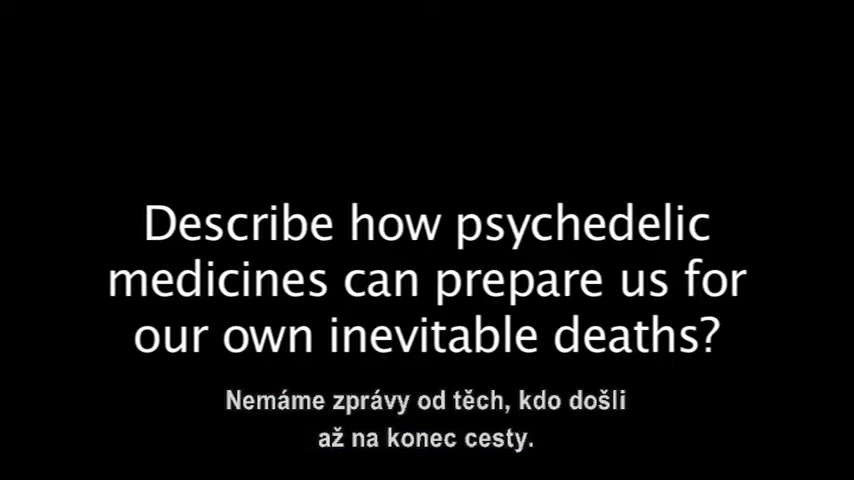 Describe how psychedelic
medicines can prepare us for
our own inevitable deaths?
Nemáme zprávy od těch, kdo došli
až na konec cesty.